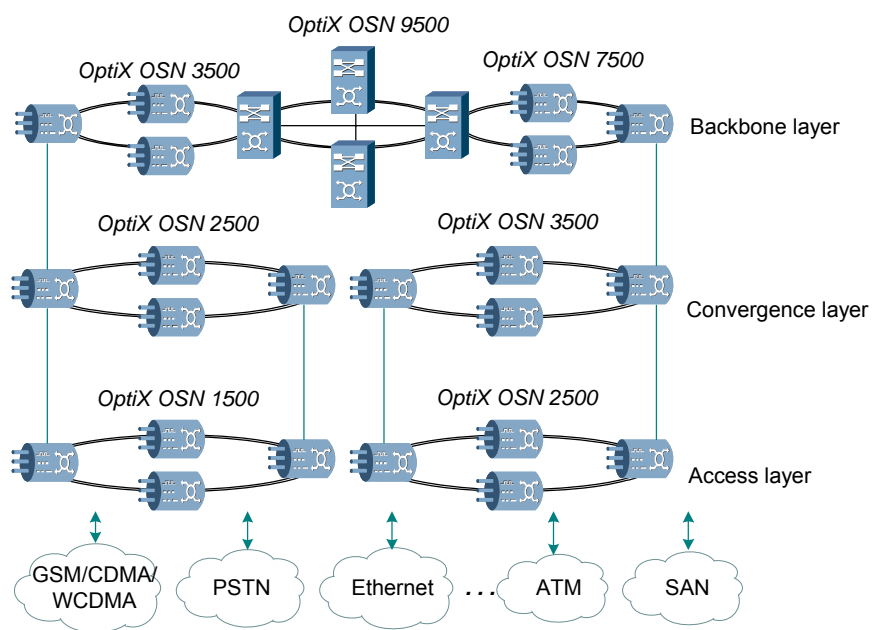 OptiX OSN 9500
OptiX OSN 3500
OptiX OSN 7500
Backbone layer
OptiX OSN 2500
OptiX OSN 3500
Convergence layer
OptiX OSN 1500
OptiX OSN 2500
Access layer
GSM/CDMA/
WCDMA
PSTN
Ethernet
...
ATM
SAN